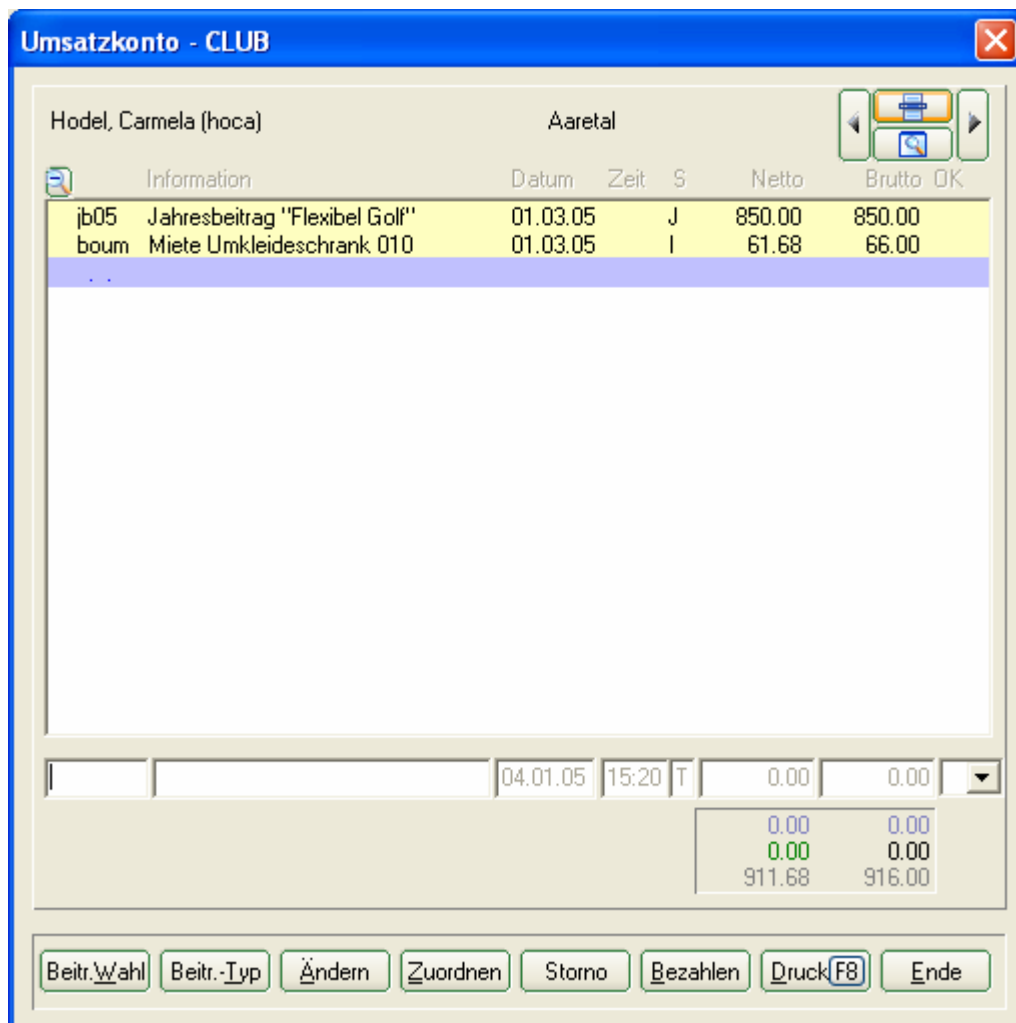 Umsatzkonto - CLUB
Hodel, Carmela (hoca) Aaretal
Information Datum Zeit S Netto Brutto OK
jb05 Jahresbeitrag "Flexibel Golf" 01.03.05 J 850.00 850.00
boum Miete Umkleideschrank 010 01.03.05 I 61.68 66.00
. .
04.01.05 15:20 T 0.00 0.00
0.00 0.00
0.00 0.00
911.68 916.00
Beitr.Wahl Beitr.-Typ Ändern Zuordnen Storno Bezahlen Druck F8 Ende